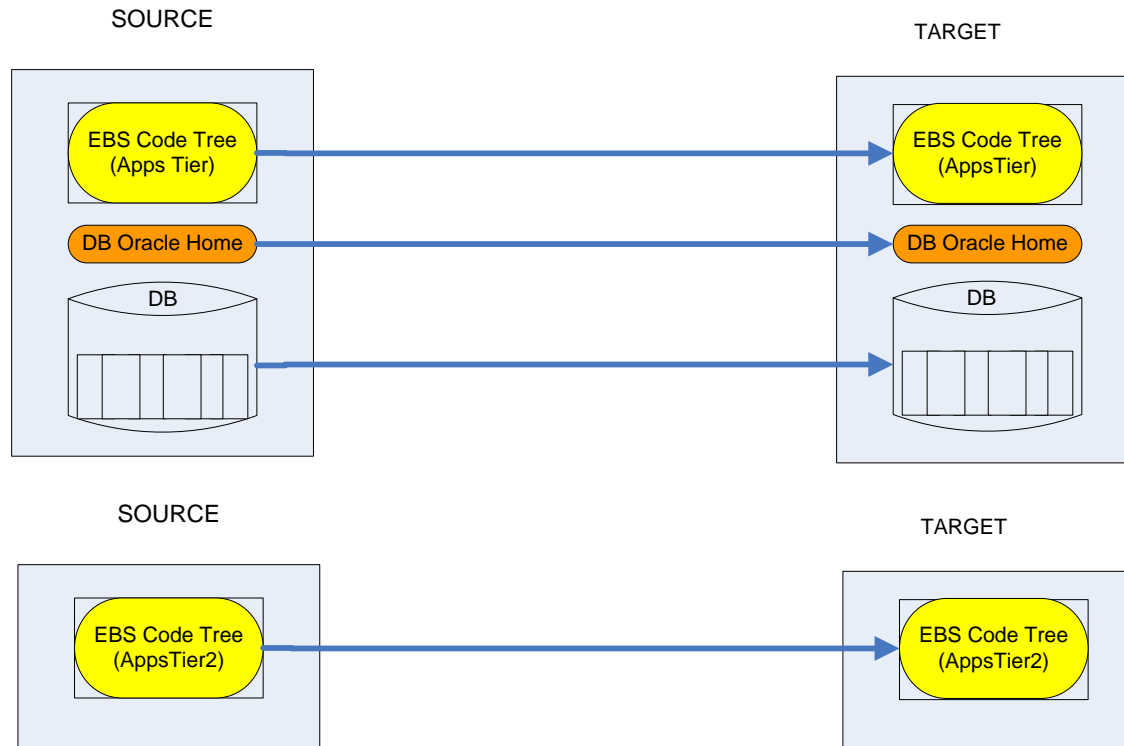 SOURCE
TARGET
EBS Code Tree
(Apps Tier)
EBS Code Tree
(AppsTier)
DB Oracle Home
DB Oracle Home
DB
DB
SOURCE
TARGET
EBS Code Tree
(AppsTier2)
EBS Code Tree
(AppsTier2)